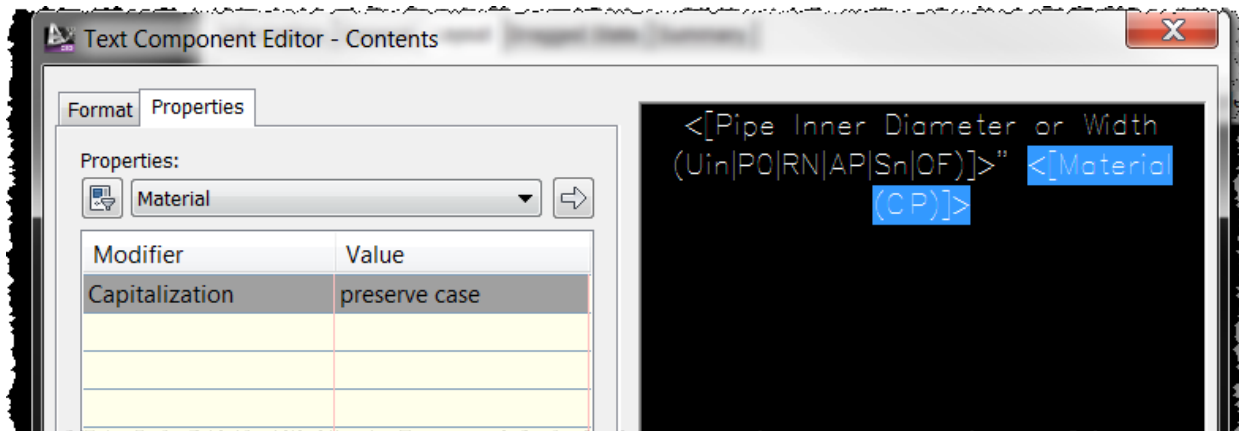 Text Component Editor - Contents
Format Properties
Properties:
Material
Modifier Value
Capitalization preserve case
<[Pipe Inner Diameter or Width
(Uin|P0|RN|AP|Sn|OF)]>" <[Material
(CP)]>